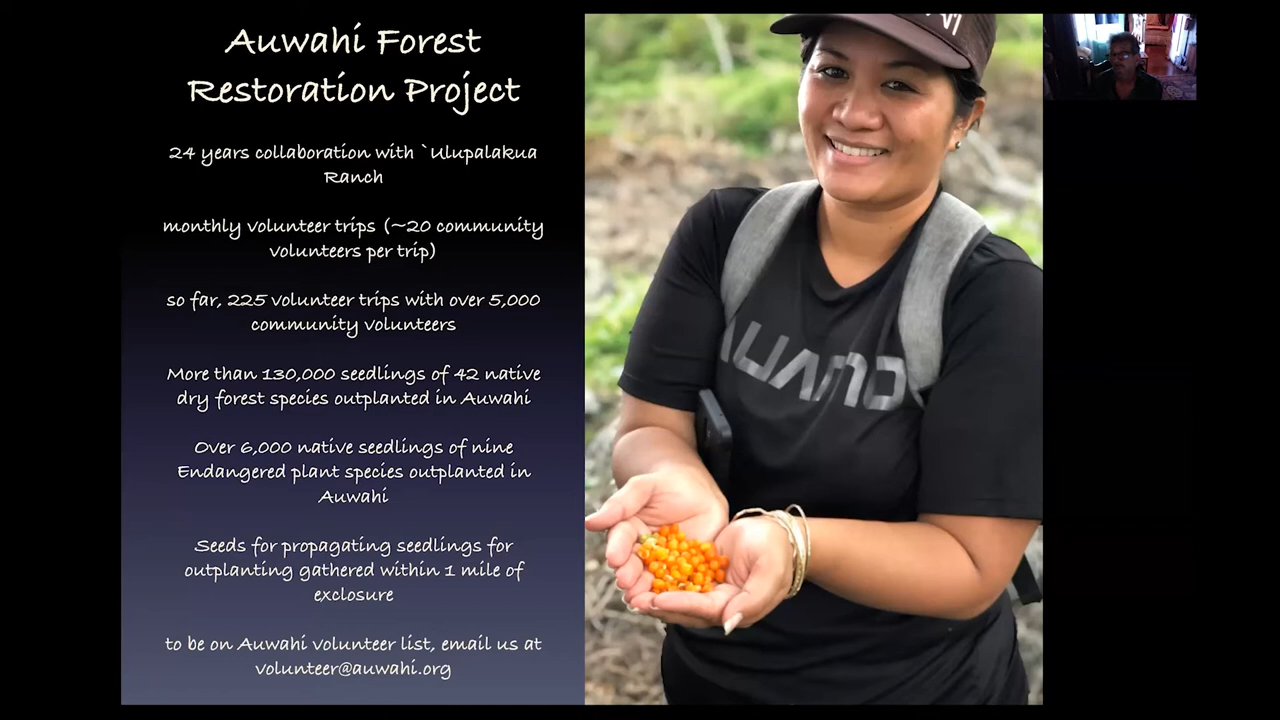 Auwahi Forest
Restoration Project
24 years collaboration with `Ulupalakua
Ranch
monthly volunteer trips (~20 community
volunteers per trip)
so far, 225 volunteer trips with over 5,000
community volunteers
More than 130,000 seedlings of 42 native
dry forest species outplanted in Auwahi
Over 6,000 native seedlings of nine
Endangered plant species outplanted in
Auwahi
Seeds for propagating seedlings for
outplanting gathered within 1 mile of
exclosure
to be on Auwahi volunteer list, email us at
volunteer@auwahi.org